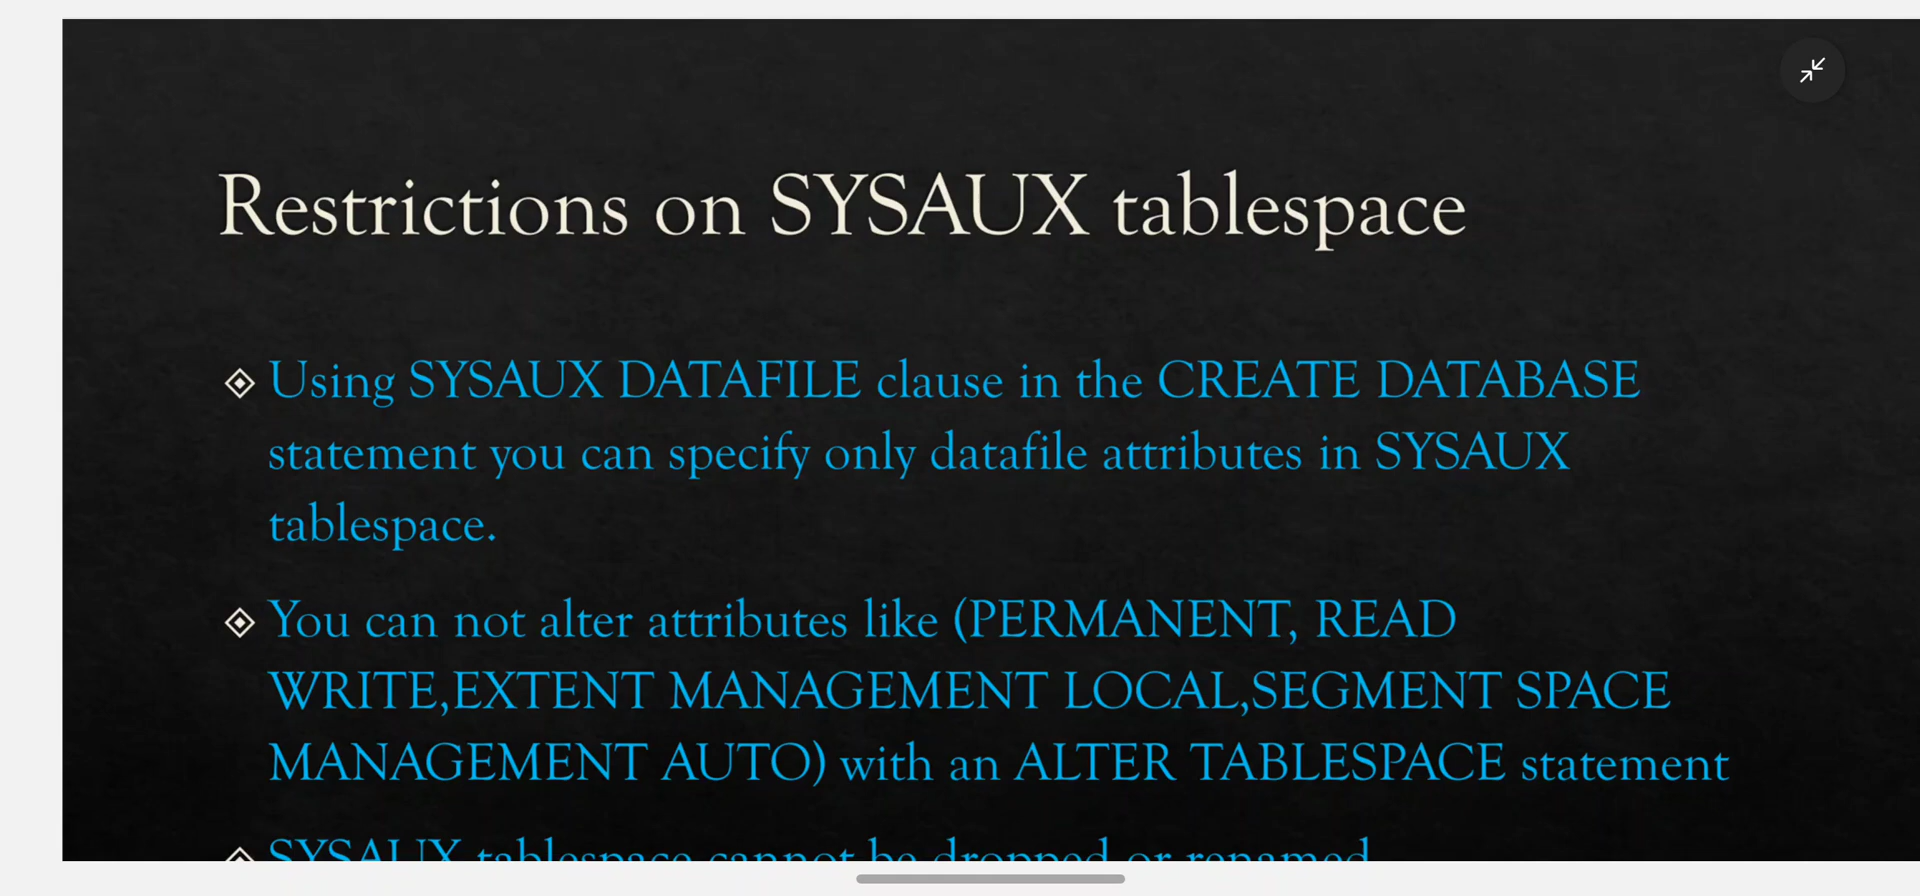 Restrictions on SYSAUX tablespace
Using SYSAUX DATAFILE clause in the CREATE DATABASE
statement you can specify only datafile attributes in SYSAUX
tablespace.
You can not alter attributes like (PERMANENT, READ
WRITE,EXTENT MANAGEMENT LOCAL,SEGMENT SPACE
MANAGEMENT AUTO) with an ALTER TABLESPACE statement
SYSAUX tablespace cannot be dropped or renamed